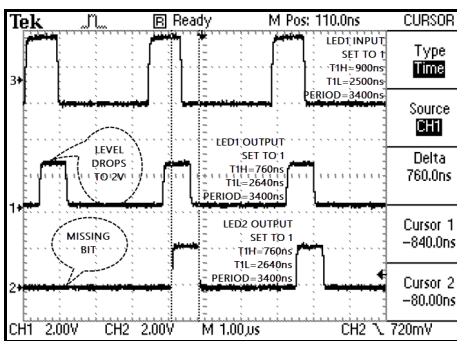 Tek R Ready M Pos: 110.0ns CURSOR
Type
Time
Source
CH1
Delta
760.0ns
Cursor 1
-840.0ns
Cursor 2
-80.00ns
LED1 INPUT
SET TO 1
T1H=900ns
T1L=2500ns
PERIOD=3400ns
3
LEVEL
DROPS
TO 2V
LED1 OUTPUT
SET TO 1
T1H=760ns
T1L=2640ns
PERIOD=3400ns
1
MISSING
BIT
LED2 OUTPUT
SET TO 1
T1H=760ns
T1L=2640ns
PERIOD=3400ns
2
CH1 2.00V CH2 2.00V M 1.00µs CH2 720mV